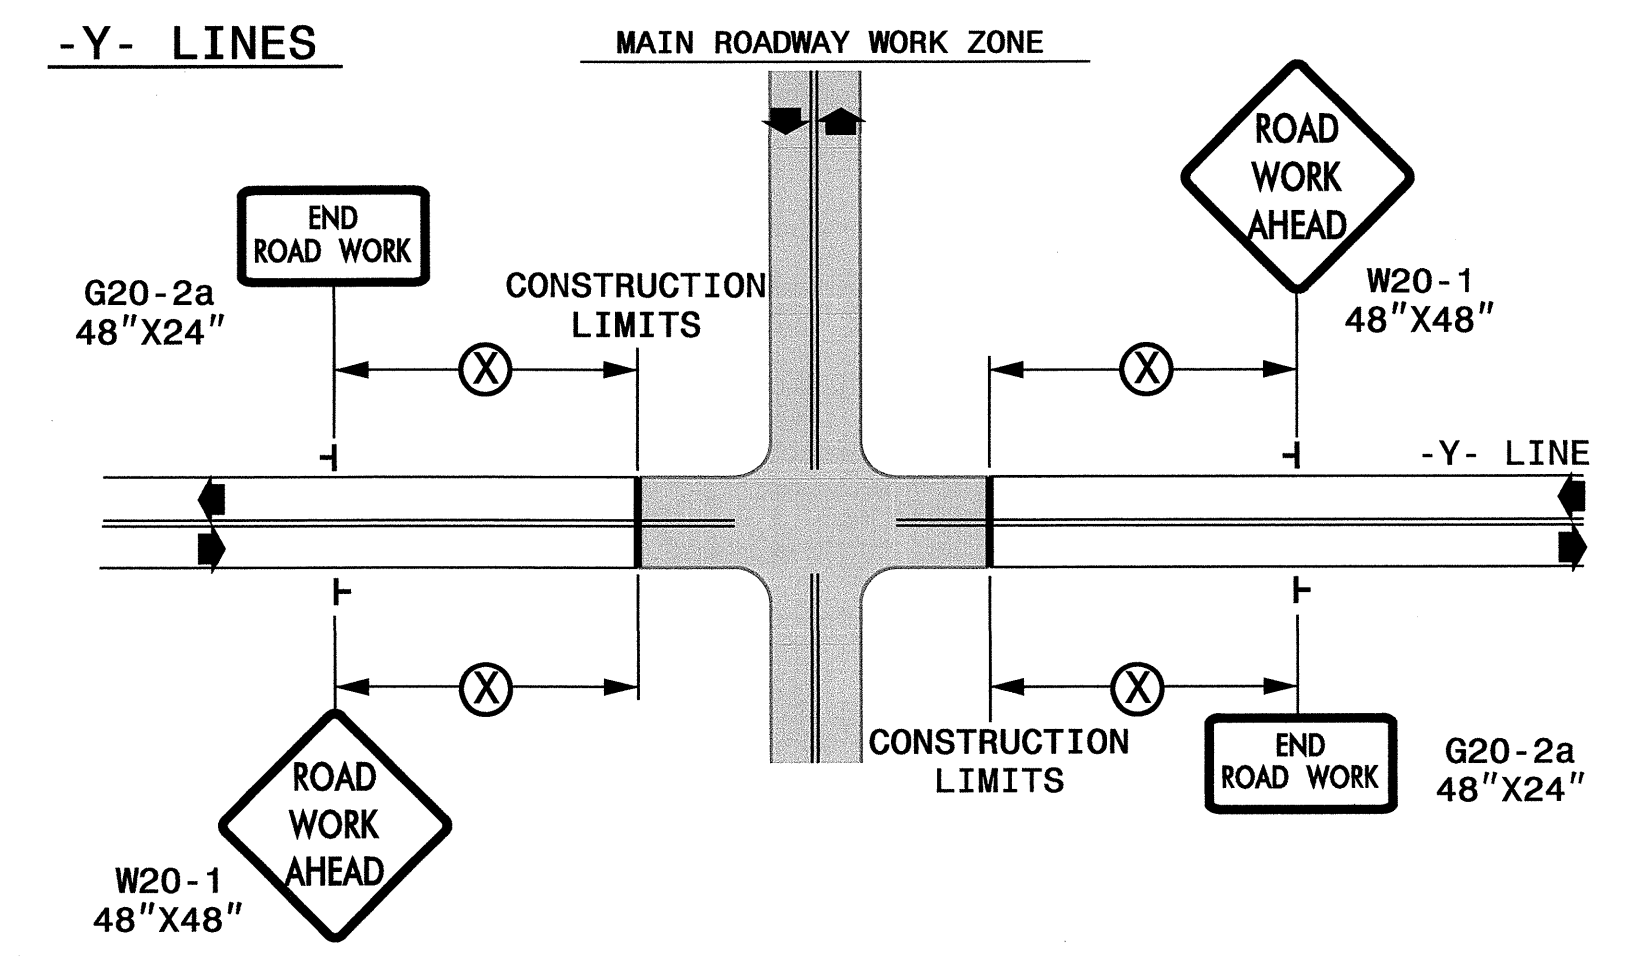 -Y- LINES
MAIN ROADWAY WORK ZONE
ROAD
WORK
AHEAD
END
ROAD WORK
G20-2a
48"X24"
CONSTRUCTION
LIMITS
W20-1
48"X48"
X
X
-Y- LINE
X
X
CONSTRUCTION
LIMITS
END
ROAD WORK
G20-2a
48"X24"
ROAD
WORK
AHEAD
W20-1
48"X48"